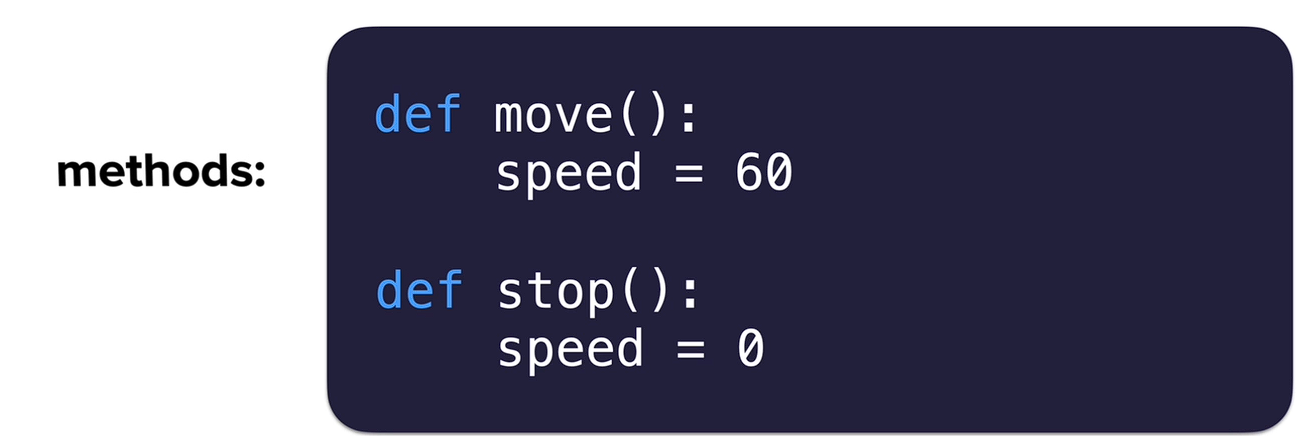 methods:
def move():
    speed = 60
def stop():
    speed = 0